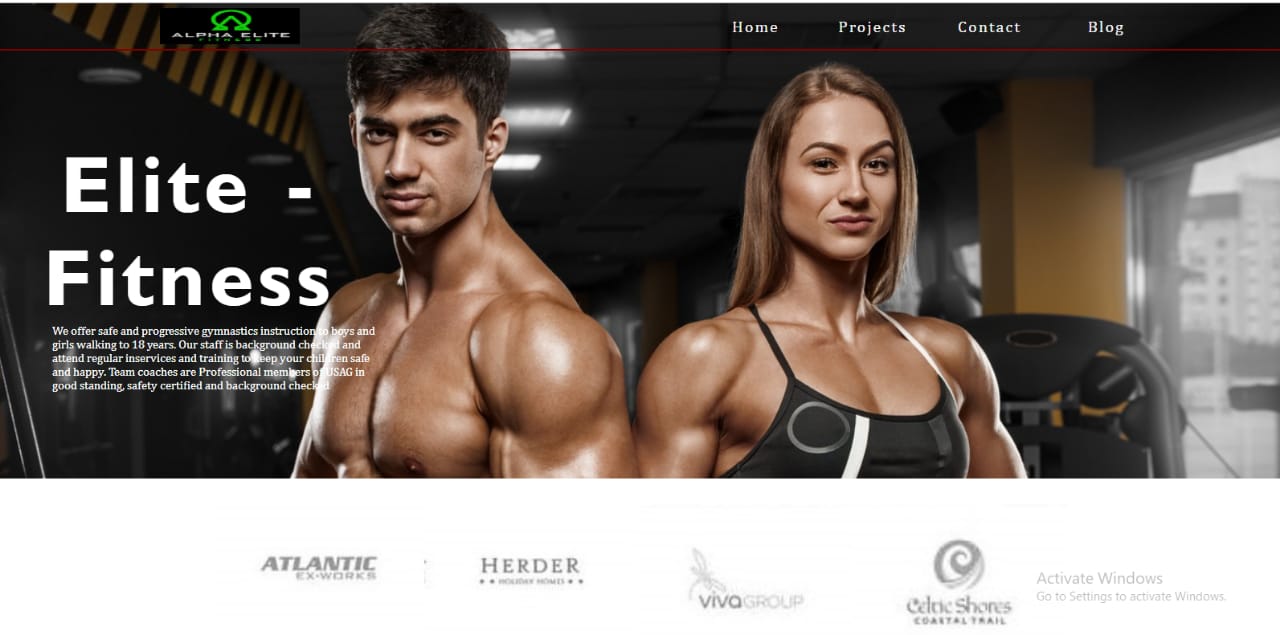 ALPHA ELITE
FITNESS
Home Projects Contact Blog
Elite -
Fitness
We offer safe and progressive gymnastics instruction to boys and
girls walking to 18 years. Our staff is background checked and
attend regular inservices and training to keep your children safe
and happy. Team coaches are Professional members of USAG in
good standing, safety certified and background checked
ATLANTIC
EX-WORKS
HERDER
HOLIDAY HOMES
vivaGROUP
Celtic Shores
COASTAL TRAIL
Activate Windows
Go to Settings to activate Windows.